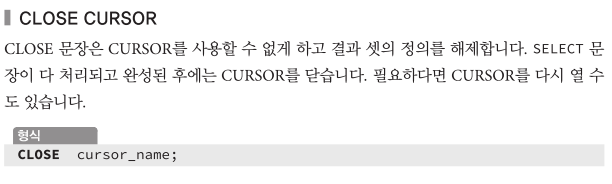 CLOSE CURSOR
CLOSE 문장은 CURSOR를 사용할 수 없게 하고 결과 셋의 정의를 해제합니다. SELECT 문
장이 다 처리되고 완성된 후에는 CURSOR를 닫습니다. 필요하다면 CURSOR를 다시 열 수
도 있습니다.
형식
CLOSE cursor_name;